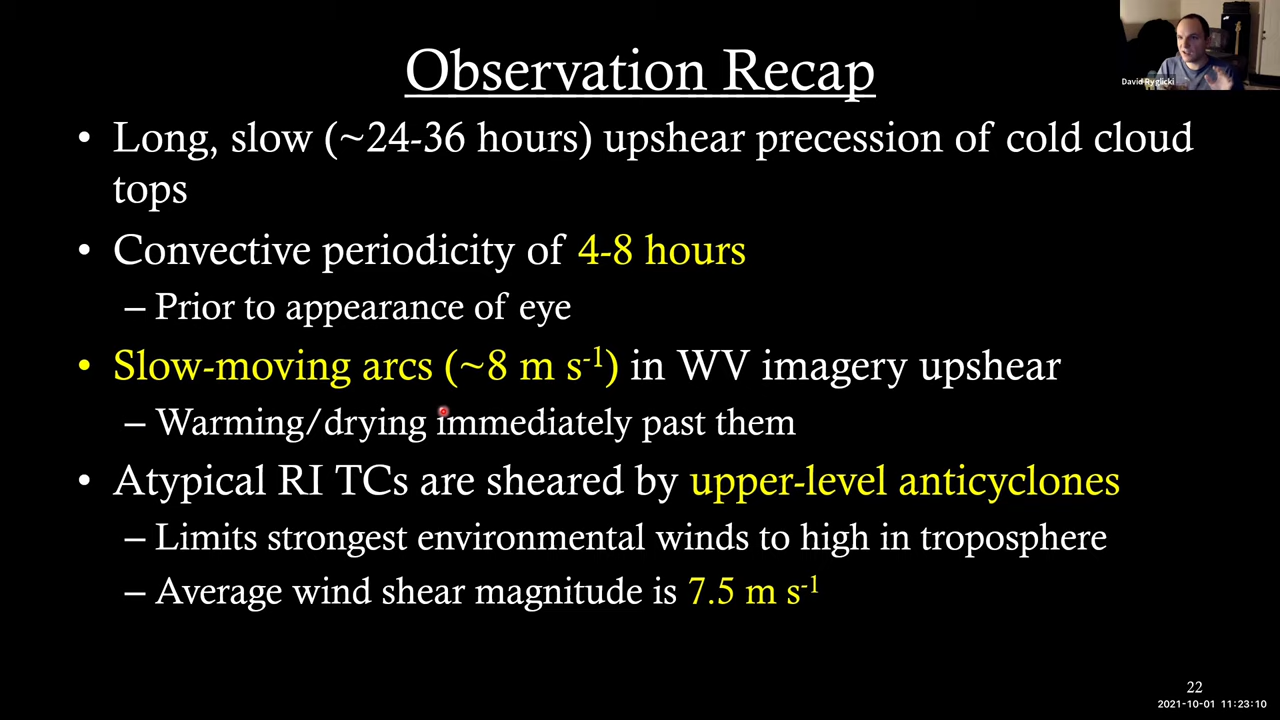 Observation Recap
David Ryglicki
• Long, slow (~24-36 hours) upshear precession of cold cloud
tops
• Convective periodicity of 4-8 hours
– Prior to appearance of eye
• Slow-moving arcs (~8 m s-1) in WV imagery upshear
– Warming/drying immediately past them
• Atypical RI TCs are sheared by upper-level anticyclones
– Limits strongest environmental winds to high in troposphere
– Average wind shear magnitude is 7.5 m s-1
22
2021-10-01 11:23:10